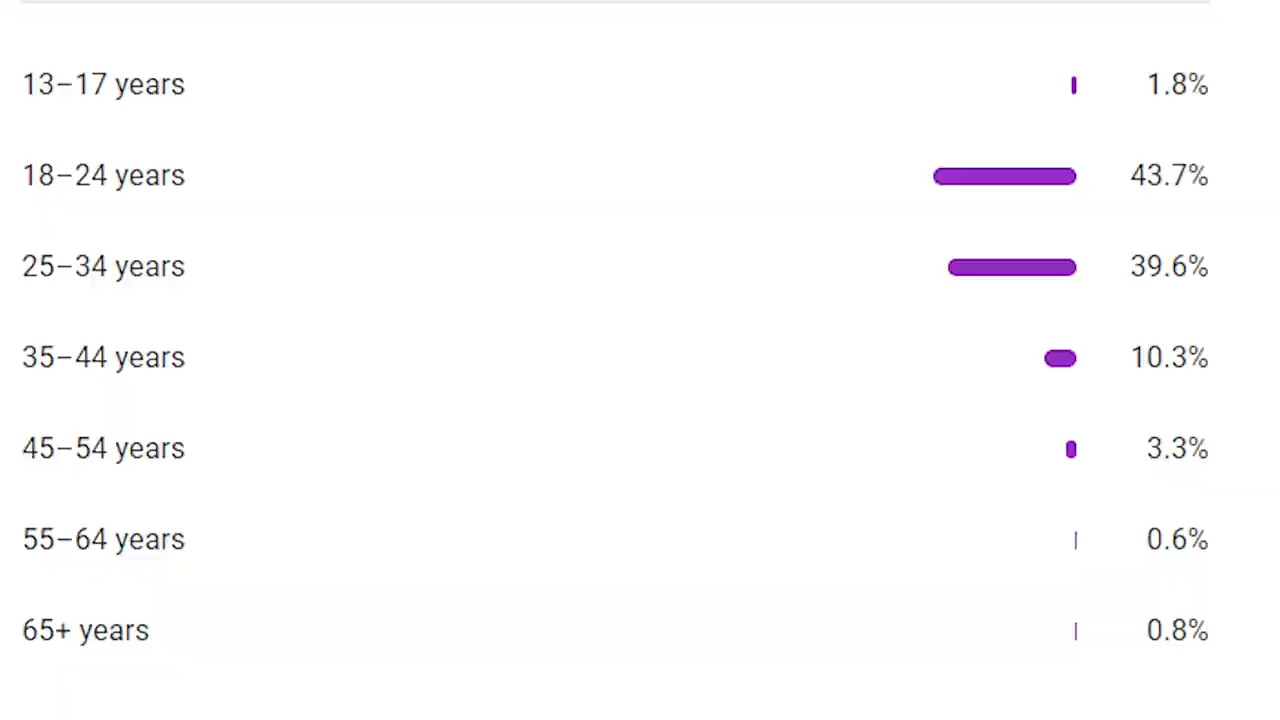 13–17 years 1.8%
18–24 years 43.7%
25–34 years 39.6%
35–44 years 10.3%
45–54 years 3.3%
55–64 years 0.6%
65+ years 0.8%